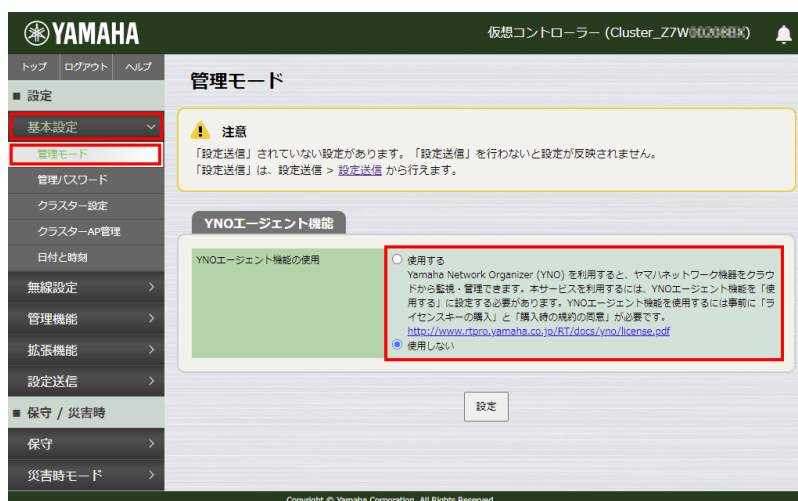 YAMAHA
仮想コントローラー (Cluster_Z7W
トップ ログアウト ヘルプ
■ 設定
基本設定
管理モード
管理パスワード
クラスター設定
クラスターAP管理
日付と時刻
無線設定
管理機能
拡張機能
設定送信
■ 保守 / 災害時
保守
災害時モード
管理モード
注意
「設定送信」されていない設定があります。「設定送信」を行わないと設定が反映されません。
「設定送信」は、設定送信 > 設定送信 から行えます。
YNOエージェント機能
YNOエージェント機能の使用
使用する
Yamaha Network Organizer (YNO) を利用すると、ヤマハネットワーク機器をクラウ
ドから監視・管理できます。本サービスを利用するには、YNOエージェント機能を「使
用する」に設定する必要があります。YNOエージェント機能を使用するには事前に「ラ
イセンスキーの購入」と「購入時の規約の同意」が必要です。
http://www.rtpro.yamaha.co.jp/RT/docs/yno/license.pdf
使用しない
設定
Copyright © Yamaha Corporation. All Rights Reserved.